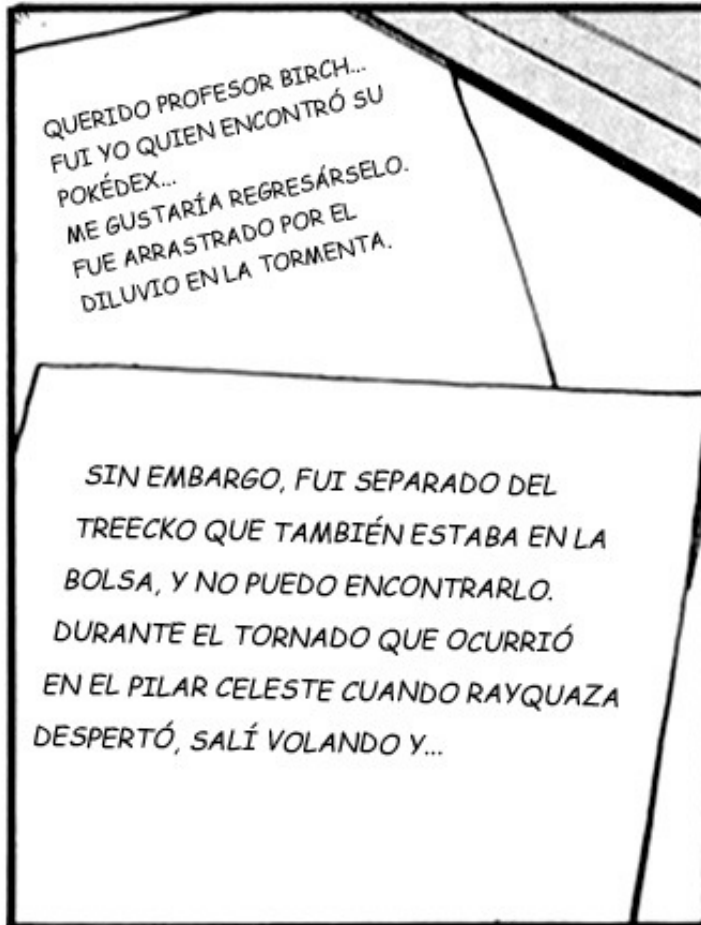 QUERIDO PROFESOR BIRCH...
FUI YO QUIEN ENCONTRÓ SU
POKÉDEX...
ME GUSTARÍA REGRESÁRSELO.
FUE ARRASTRADO POR EL
DILUVIO EN LA TORMENTA.
SIN EMBARGO, FUI SEPARADO DEL
TREECKO QUE TAMBIÉN ESTABA EN LA
BOLSA, Y NO PUEDO ENCONTRARLO.
DURANTE EL TORNADO QUE OCURRIÓ
EN EL PILAR CELESTE CUANDO RAYQUAZA
DESPERTÓ, SALÍ VOLANDO Y...